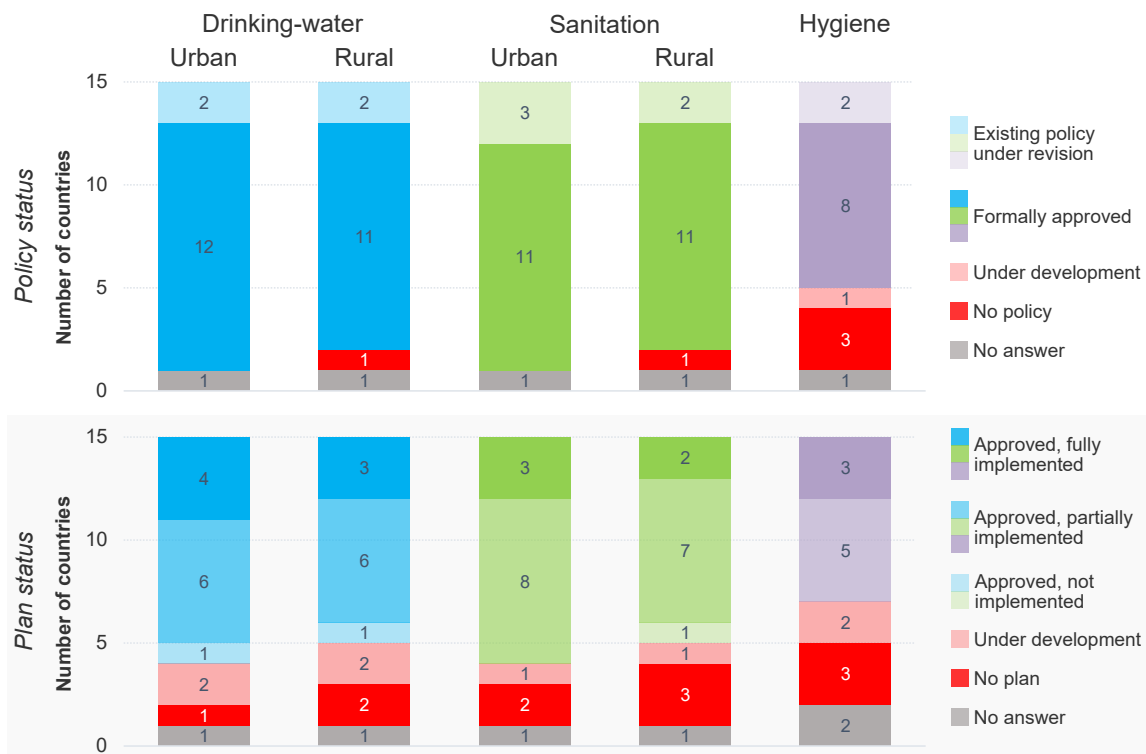 Drinking-water
Sanitation
Hygiene
Urban
Rural
Urban
Rural
Policy status
Number of countries
15
10
5
0
2
12
1
2
11
1
1
3
11
1
2
11
1
1
2
8
1
3
1
Existing policy
under revision
Formally approved
Under development
No policy
No answer
Plan status
Number of countries
15
10
5
0
4
6
1
2
1
1
3
6
1
2
2
1
3
8
1
2
1
2
7
1
1
3
1
3
5
2
3
2
Approved, fully
implemented
Approved, partially
implemented
Approved, not
implemented
Under development
No plan
No answer